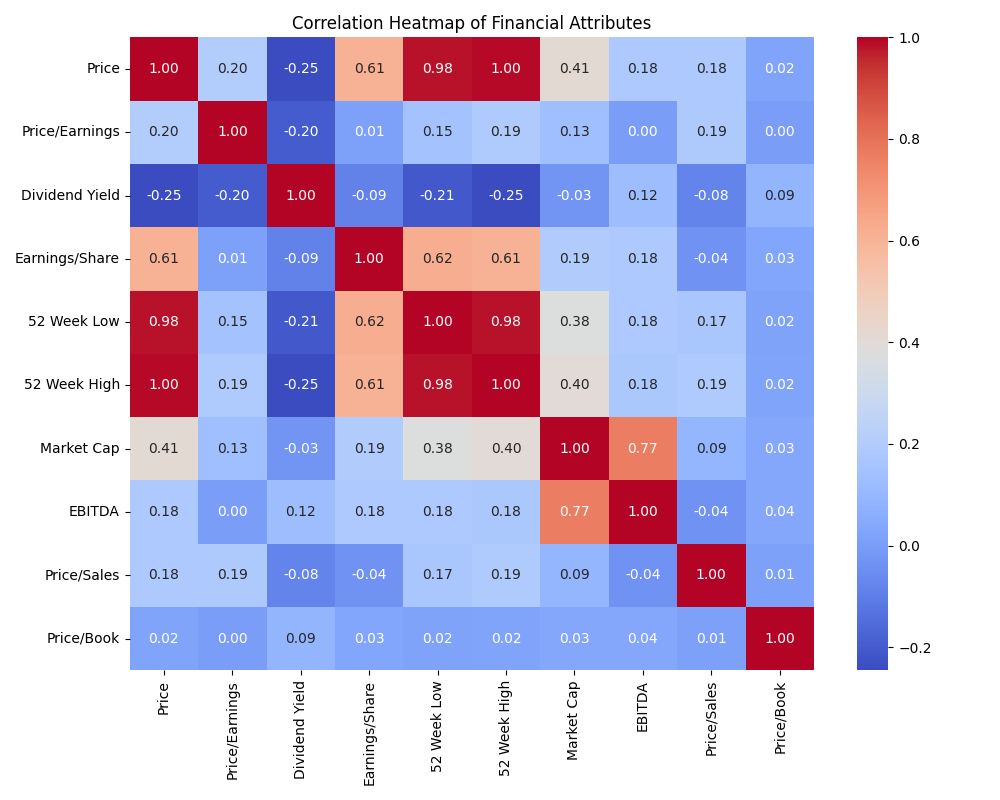 Correlation Heatmap of Financial Attributes
Price 1.00 0.20 -0.25 0.61 0.98 1.00 0.41 0.18 0.18 0.02
Price/Earnings 0.20 1.00 -0.20 0.01 0.15 0.19 0.13 0.00 0.19 0.00
Dividend Yield -0.25 -0.20 1.00 -0.09 -0.21 -0.25 -0.03 0.12 -0.08 0.09
Earnings/Share 0.61 0.01 -0.09 1.00 0.62 0.61 0.19 0.18 -0.04 0.03
52 Week Low 0.98 0.15 -0.21 0.62 1.00 0.98 0.38 0.18 0.17 0.02
52 Week High 1.00 0.19 -0.25 0.61 0.98 1.00 0.40 0.18 0.19 0.02
Market Cap 0.41 0.13 -0.03 0.19 0.38 0.40 1.00 0.77 0.09 0.03
EBITDA 0.18 0.00 0.12 0.18 0.18 0.18 0.77 1.00 -0.04 0.04
Price/Sales 0.18 0.19 -0.08 -0.04 0.17 0.19 0.09 -0.04 1.00 0.01
Price/Book 0.02 0.00 0.09 0.03 0.02 0.02 0.03 0.04 0.01 1.00
Price
Price/Earnings
Dividend Yield
Earnings/Share
52 Week Low
52 Week High
Market Cap
EBITDA
Price/Sales
Price/Book
1.0
0.8
0.6
0.4
0.2
0.0
−0.2